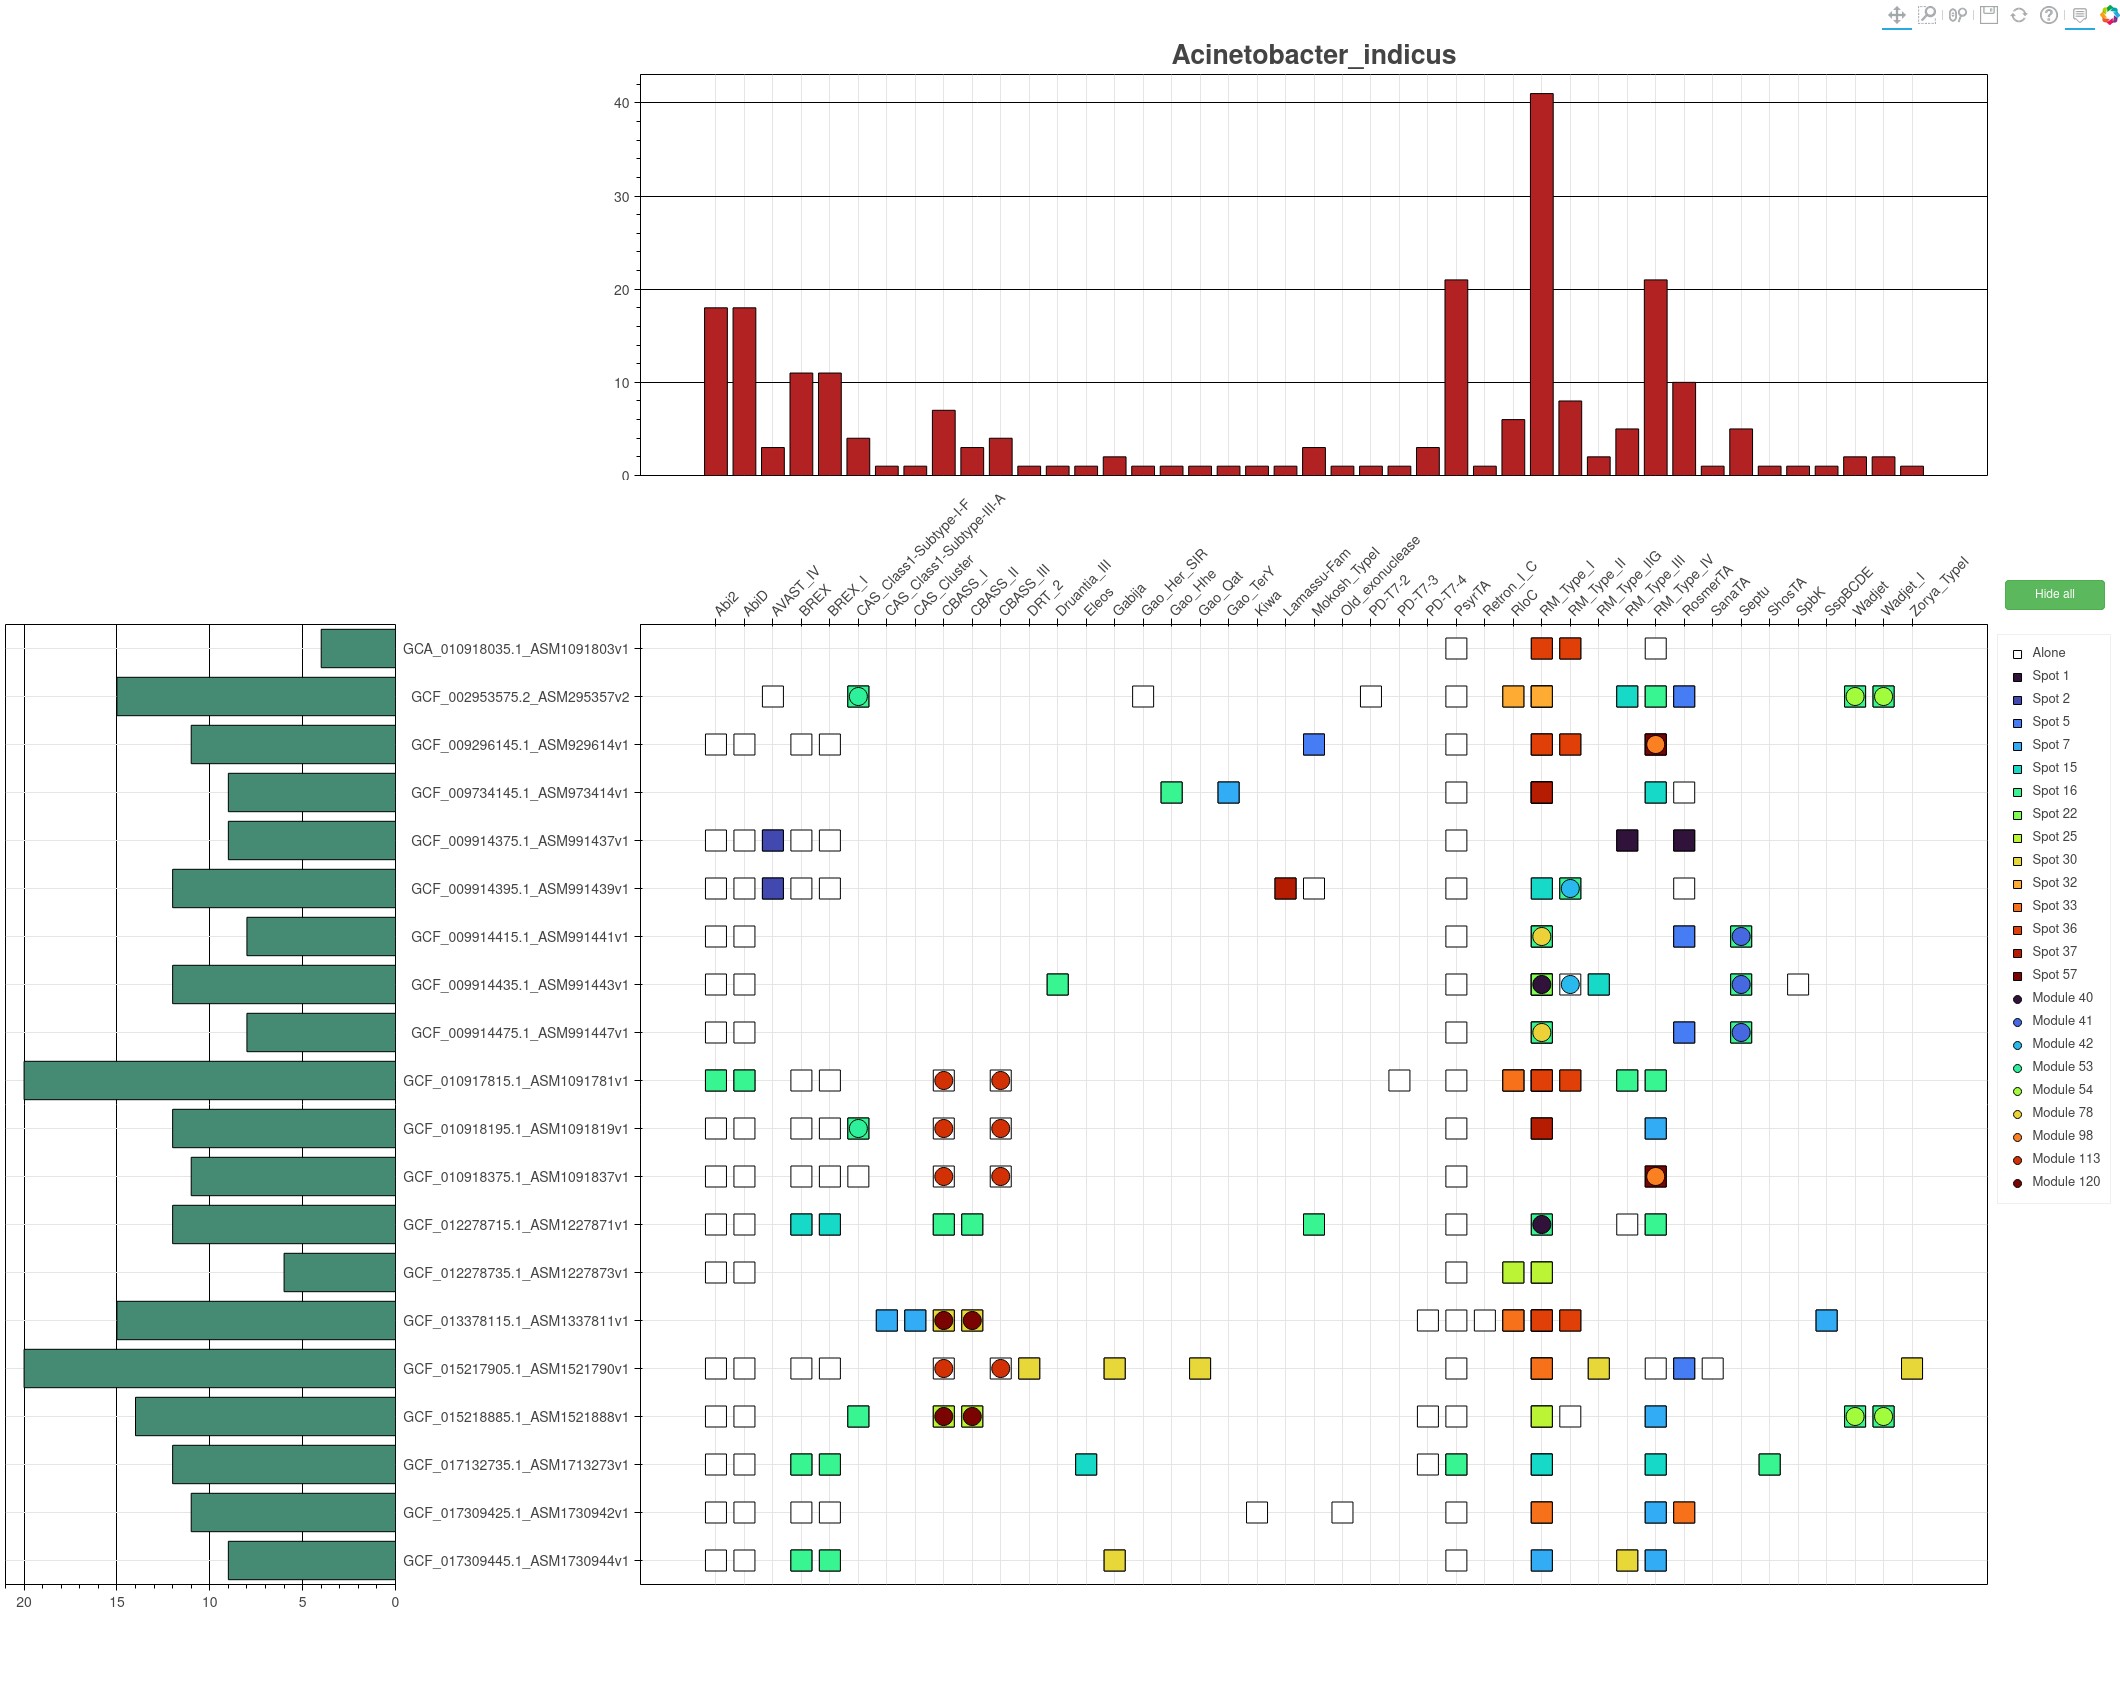 Acinetobacter_indicus
40
30
20
10
0
Abi2
AbiD
AVAST_IV
BREX
BREX_I
CAS_Class1-Subtype-I-F
CAS_Class1-Subtype-III-A
CAS_Cluster
CBASS_I
CBASS_II
CBASS_III
DRT_2
Druantia_III
Eleos
Gabija
Gao_Her_SIR
Gao_Hhe
Gao_Qat
Gao_TerY
Kiwa
Lamassu-Fam
Mokosh_TypeI
Old_exonuclease
PD-T7-2
PD-T7-3
PD-T7-4
PsyrTA
Retron_I_C
RloC
RM_Type_I
RM_Type_II
RM_Type_IIG
RM_Type_III
RM_Type_IV
RosmerTA
SanaTA
Septu
ShosTA
SpbK
SspBCDE
Wadjet
Wadjet_I
Zorya_TypeI
Hide all
GCA_010918035.1_ASM1091803v1
GCF_002953575.2_ASM295357v2
GCF_009296145.1_ASM929614v1
GCF_009734145.1_ASM973414v1
GCF_009914375.1_ASM991437v1
GCF_009914395.1_ASM991439v1
GCF_009914415.1_ASM991441v1
GCF_009914435.1_ASM991443v1
GCF_009914475.1_ASM991447v1
GCF_010917815.1_ASM1091781v1
GCF_010918195.1_ASM1091819v1
GCF_010918375.1_ASM1091837v1
GCF_012278715.1_ASM1227871v1
GCF_012278735.1_ASM1227873v1
GCF_013378115.1_ASM1337811v1
GCF_015217905.1_ASM1521790v1
GCF_015218885.1_ASM1521888v1
GCF_017132735.1_ASM1713273v1
GCF_017309425.1_ASM1730942v1
GCF_017309445.1_ASM1730944v1
20 15 10 5 0
Alone
Spot 1
Spot 2
Spot 5
Spot 7
Spot 15
Spot 16
Spot 22
Spot 25
Spot 30
Spot 32
Spot 33
Spot 36
Spot 37
Spot 57
Module 40
Module 41
Module 42
Module 53
Module 54
Module 78
Module 98
Module 113
Module 120